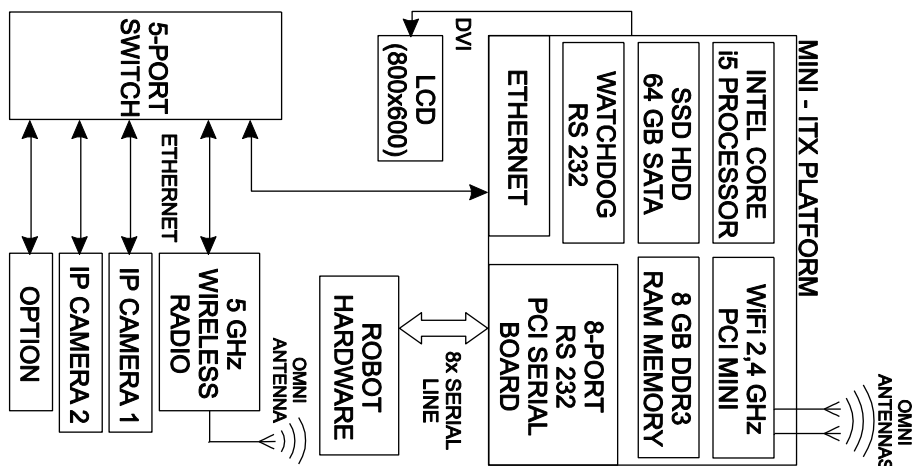 MINI - ITX PLATFORM
INTEL CORE
i5 PROCESSOR
WiFi 2,4 GHz
PCI MINI
OMNI
ANTENNAS
SSD HDD
64 GB SATA
8 GB DDR3
RAM MEMORY
WATCHDOG
RS 232
ETHERNET
8-PORT
RS 232
PCI SERIAL
BOARD
DVI
LCD
(800x600)
8x SERIAL
LINE
ROBOT
HARDWARE
5-PORT
SWITCH
ETHERNET
5 GHz
WIRELESS
RADIO
OMNI
ANTENNA
IP CAMERA 1
IP CAMERA 2
OPTION